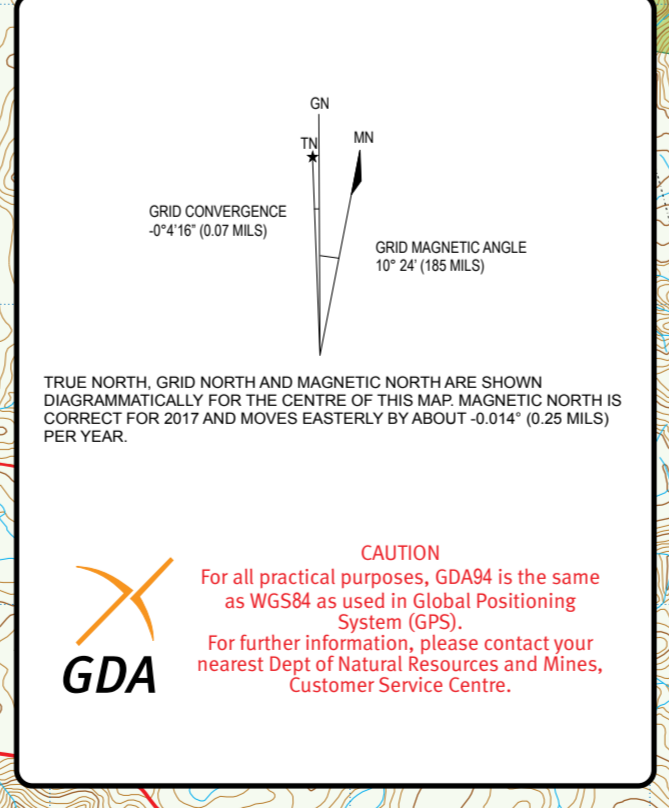 GN
TN
MN
GRID CONVERGENCE
-0°4'16" (0.07 MILS)
GRID MAGNETIC ANGLE
10° 24' (185 MILS)
TRUE NORTH, GRID NORTH AND MAGNETIC NORTH ARE SHOWN
DIAGRAMMATICALLY FOR THE CENTRE OF THIS MAP. MAGNETIC NORTH IS
CORRECT FOR 2017 AND MOVES EASTERLY BY ABOUT -0.014° (0.25 MILS)
PER YEAR.
GDA
CAUTION
For all practical purposes, GDA94 is the same
as WGS84 as used in Global Positioning
System (GPS).
For further information, please contact your
nearest Dept of Natural Resources and Mines,
Customer Service Centre.